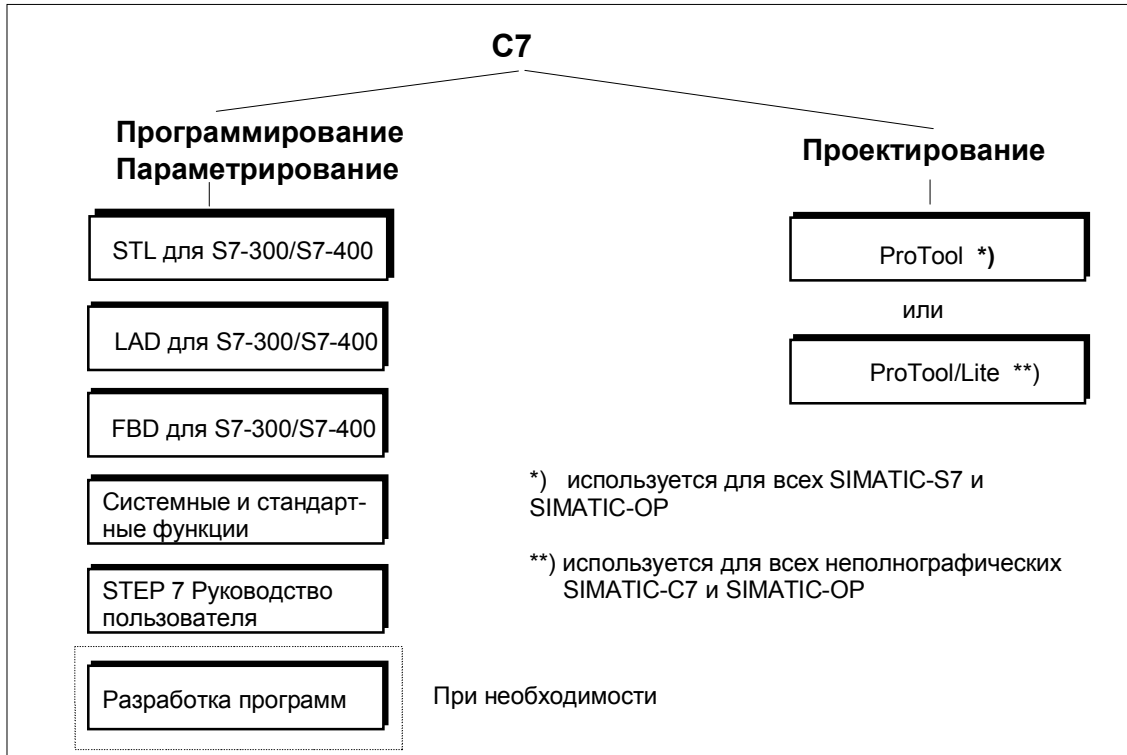 C7
Программирование
Параметрирование
Проектирование
STL для S7-300/S7-400
LAD для S7-300/S7-400
FBD для S7-300/S7-400
Системные и стандарт-
ные функции
STEP 7 Руководство
пользователя
Разработка программ
При необходимости
ProTool *)
или
ProTool/Lite **)
*) используется для всех SIMATIC-S7 и
SIMATIC-OP
**) используется для всех неполнографических
SIMATIC-C7 и SIMATIC-OP